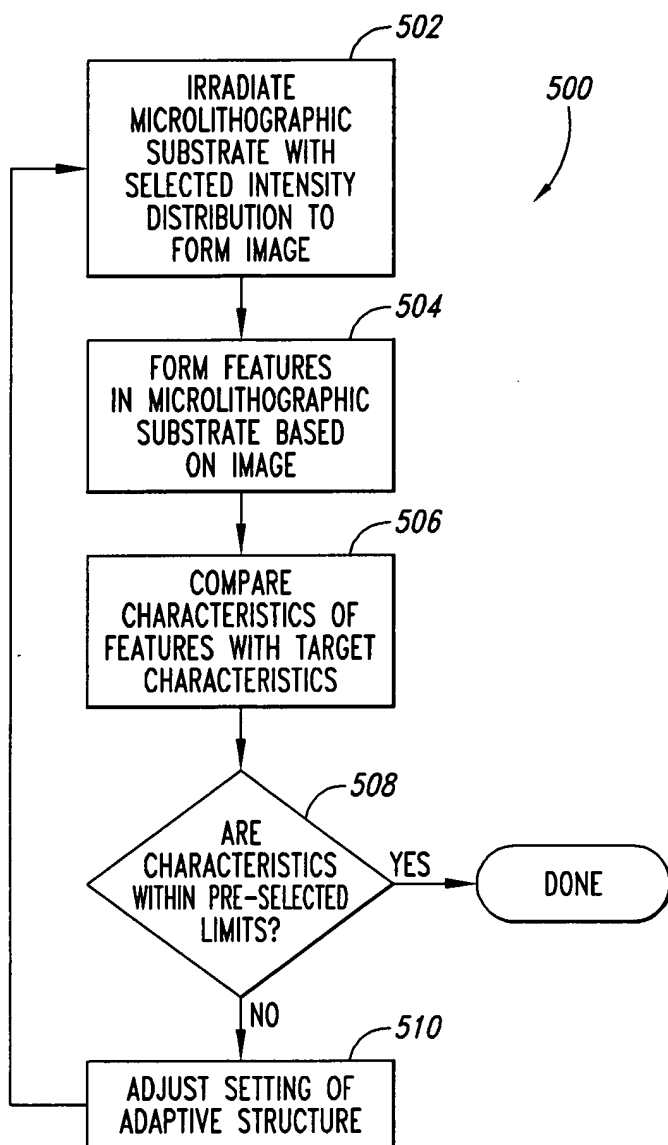 502
IRRADIATE
MICROLITHOGRAPHIC
SUBSTRATE WITH
SELECTED INTENSITY
DISTRIBUTION TO
FORM IMAGE
500
504
FORM FEATURES
IN MICROLITHOGRAPHIC
SUBSTRATE BASED
ON IMAGE
506
COMPARE
CHARACTERISTICS OF
FEATURES WITH TARGET
CHARACTERISTICS
508
ARE
CHARACTERISTICS
WITHIN PRE-SELECTED
LIMITS?
YES
DONE
NO
510
ADJUST SETTING OF
ADAPTIVE STRUCTURE